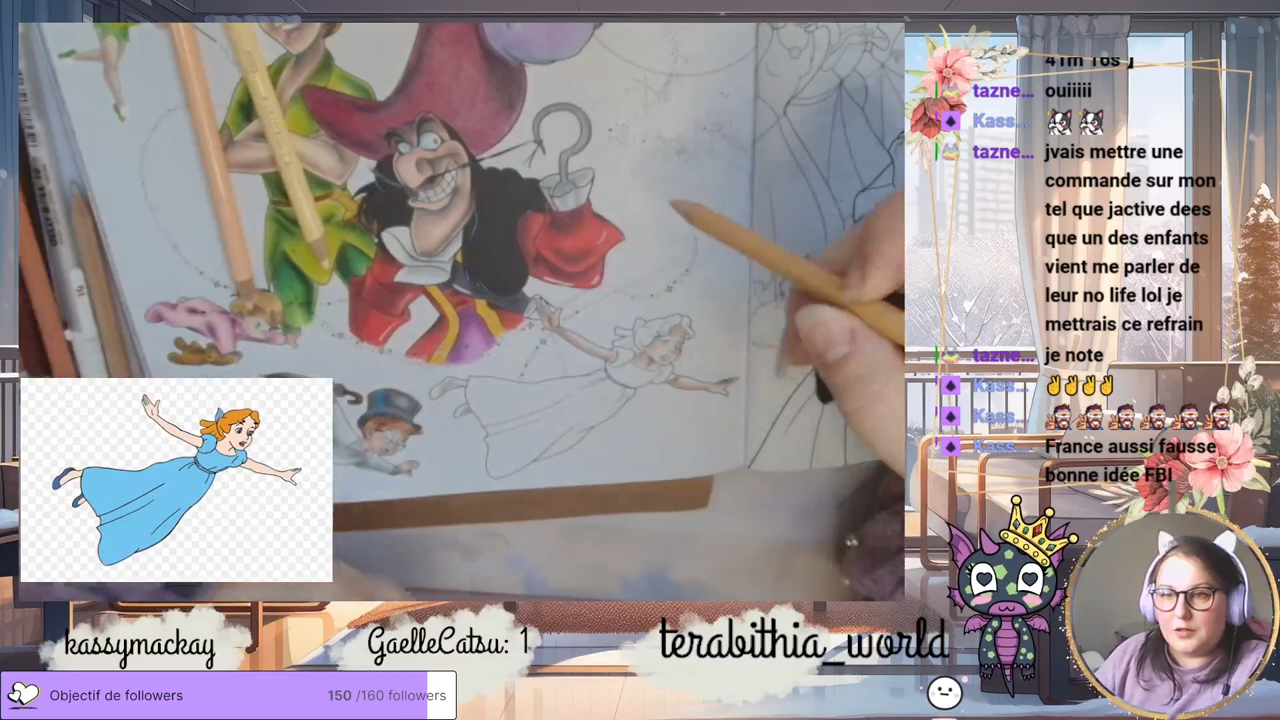 41m 16s 」
tazne... ouiiiii
Kass...
tazne... jvais mettre une
commande sur mon
tel que jactive dees
que un des enfants
vient me parler de
leur no life lol je
mettrais ce refrain
tazne... je note
Kass...
Kass...
Kass... France aussi fausse
bonne idée FBI
kassymackay
GaelleCatsu: 1
terabithia_world
Objectif de followers 150 /160 followers